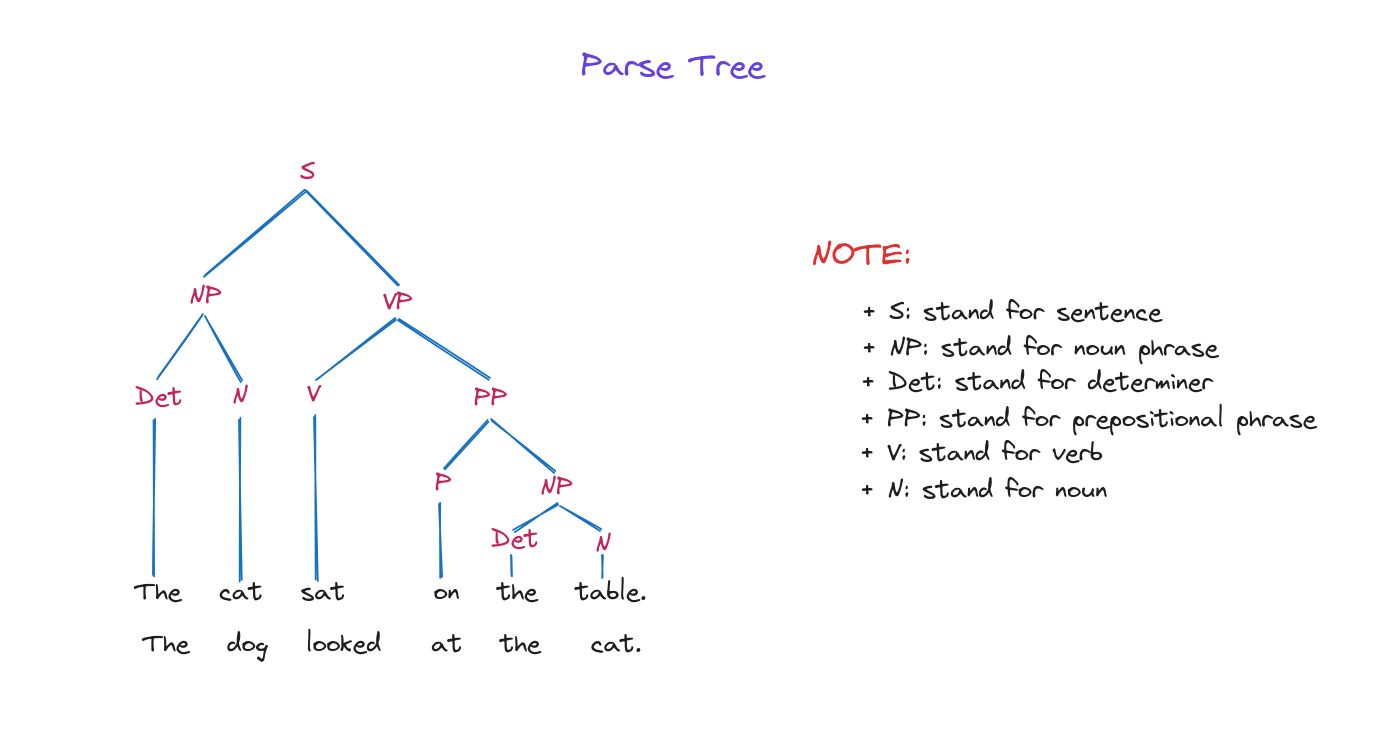 Parse Tree
S
NP VP
Det N V PP
P NP
Det N
The cat sat on the table.
The dog looked at the cat.
NOTE:
+ S: stand for sentence
+ NP: stand for noun phrase
+ Det: stand for determiner
+ PP: stand for prepositional phrase
+ V: stand for verb
+ N: stand for noun